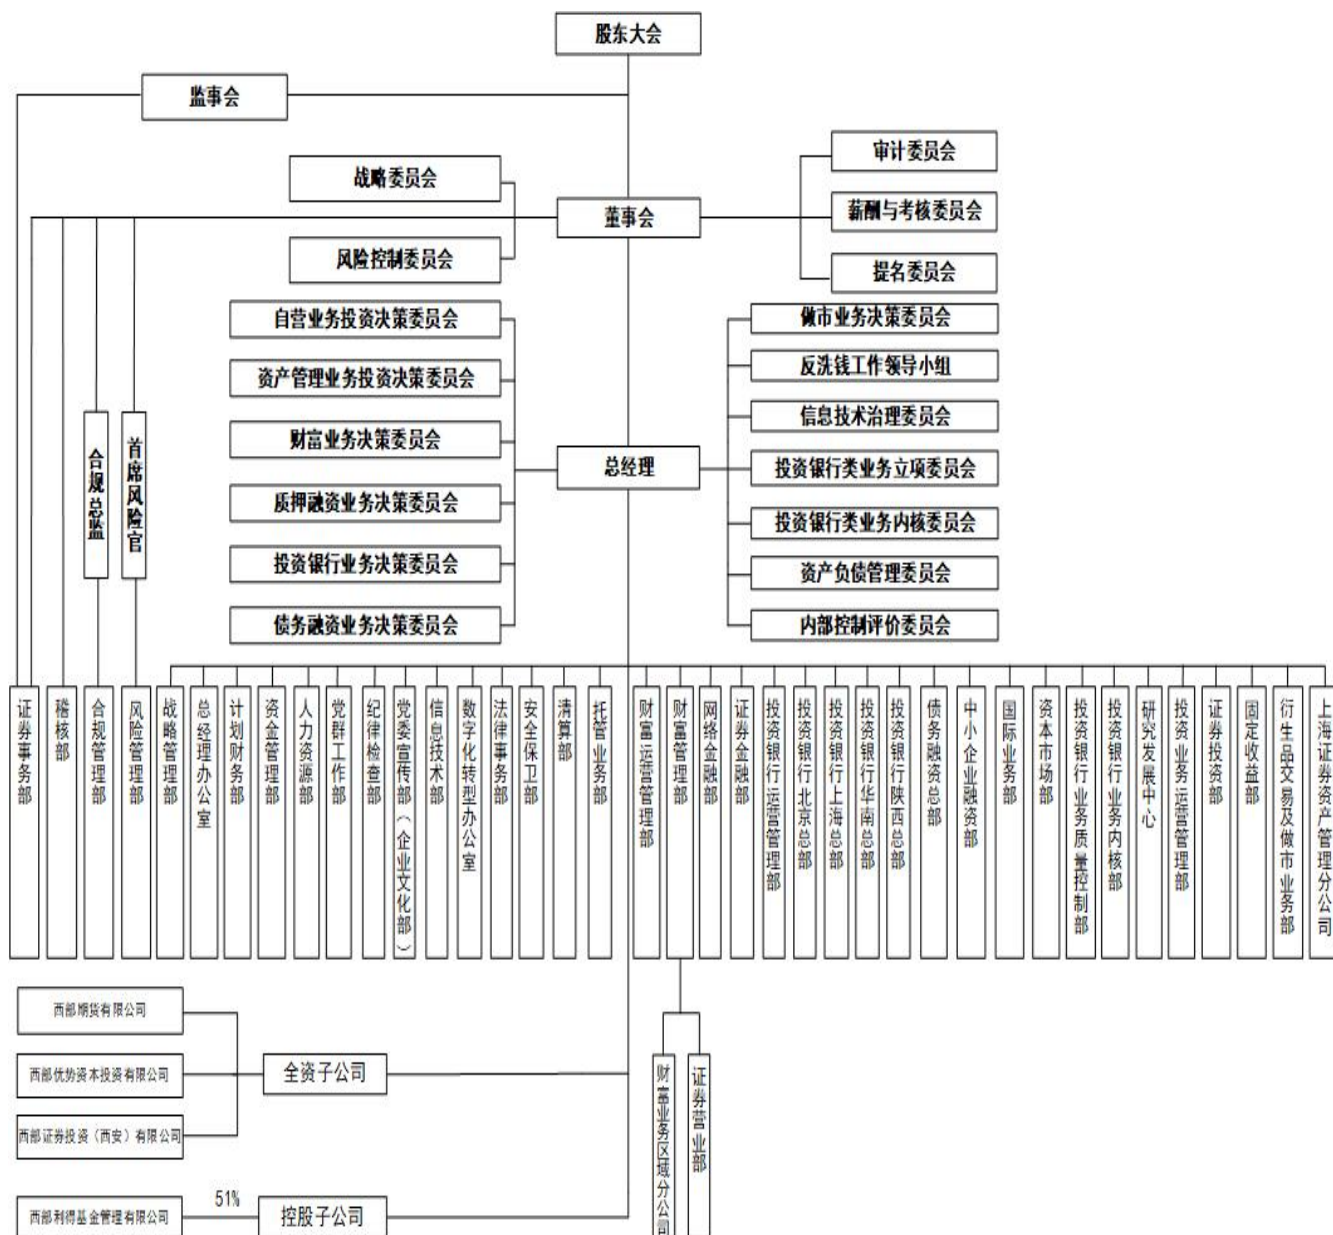 股东大会
监事会
审计委员会
战略委员会
薪酬与考核委员会
董事会
风险控制委员会
提名委员会
自营业务投资决策委员会
做市业务决策委员会
反洗钱工作领导小组
资产管理业务投资决策委员会
信息技术治理委员会
财富业务决策委员会
总经理
投资银行类业务立项委员会
质押融资业务决策委员会
投资银行类业务内核委员会
投资银行业务决策委员会
资产负债管理委员会
债务融资业务决策委员会
内部控制评价委员会
合规总监
首席风险官
证券事务部
稽核部
合规管理部
风险管理部
战略管理部
总经理办公室
计划财务部
资金管理部
人力资源部
党群工作部
纪律检查部
党委宣传部（企业文化部）
信息技术部
数字化转型办公室
法律事务部
安全保卫部
清算部
托管业务部
财富运营管理部
财富管理部
网络金融部
证券金融部
投资银行运营管理部
投资银行北京总部
投资银行上海总部
投资银行华南总部
投资银行陕西总部
债务融资总部
中小企业融资部
国际业务部
资本市场部
投资银行业务质量控制部
投资银行业务内核部
研究发展中心
投资业务运营管理部
证券投资部
固定收益部
衍生品交易及做市业务部
上海证券资产管理分公司
西部期货有限公司
西部优势资本投资有限公司
全资子公司
西部证券投资（西安）有限公司
财富业务区域分公司
证券营业部
西部利得基金管理有限公司
51%
控股子公司